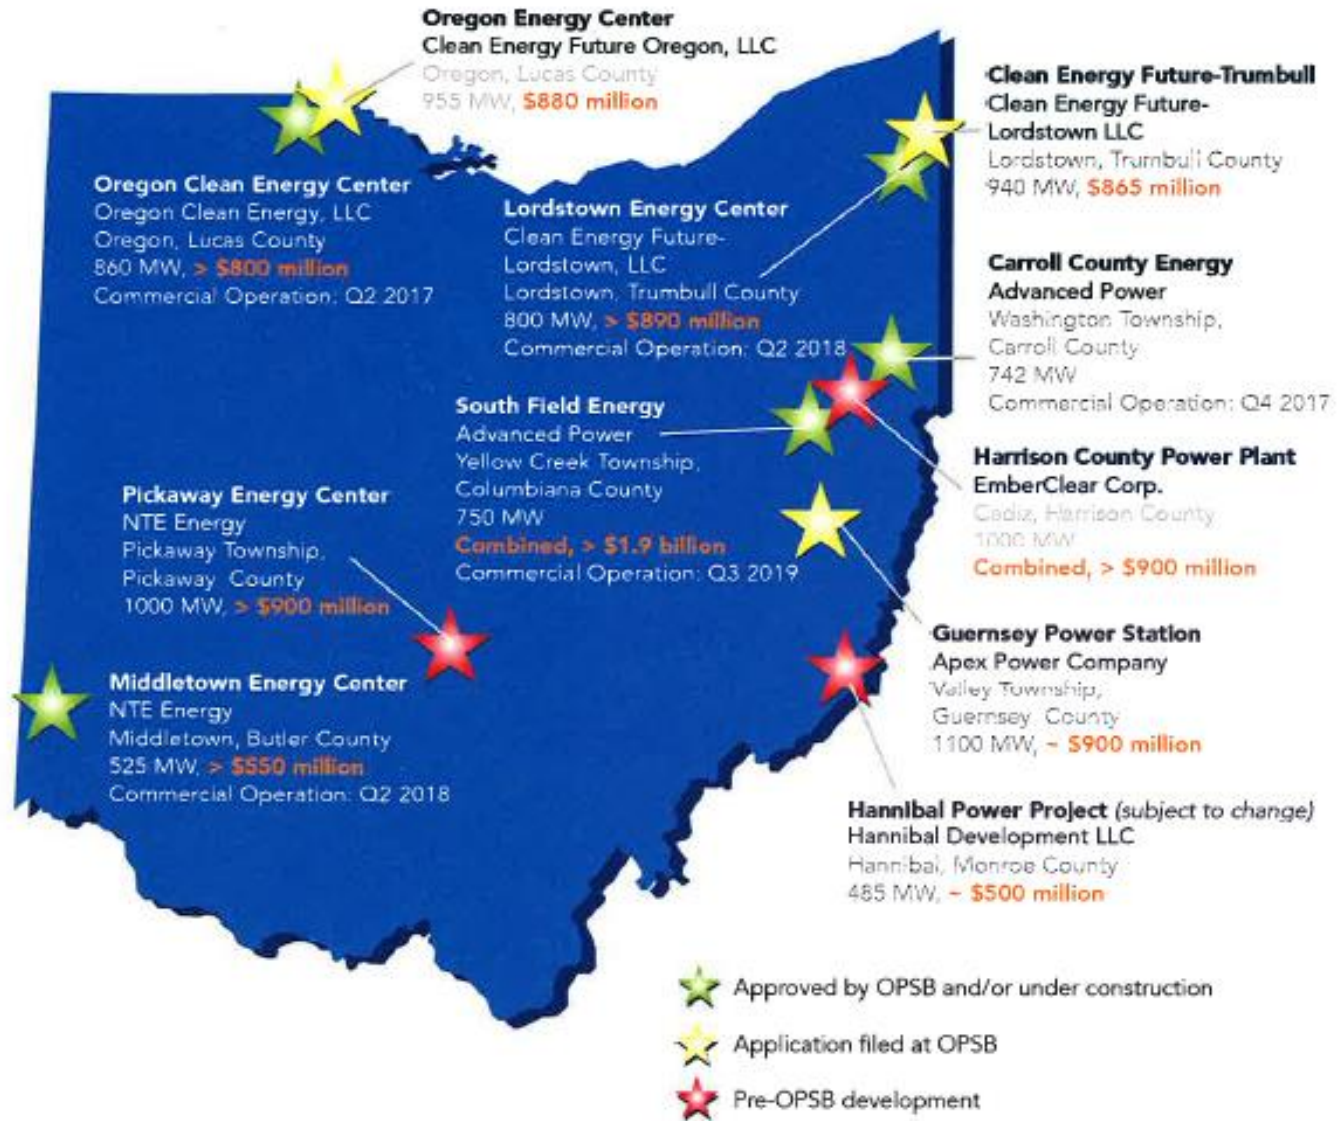 Oregon Energy Center
Clean Energy Future Oregon, LLC
Oregon, Lucas County
955 MW, $880 million
Clean Energy Future-Trumbull
Clean Energy Future-
Lordstown LLC
Lordstown, Trumbull County
940 MW, $865 million
Oregon Clean Energy Center
Oregon Clean Energy, LLC
Oregon, Lucas County
860 MW, > $800 million
Commercial Operation: Q2 2017
Lordstown Energy Center
Clean Energy Future-
Lordstown, LLC
Lordstown, Trumbull County
800 MW, > $890 million
Commercial Operation: Q2 2018
Carroll County Energy
Advanced Power
Washington Township,
Carroll County
742 MW
Commercial Operation: Q4 2017
South Field Energy
Advanced Power
Yellow Creek Township,
Columbiana County
750 MW
Combined, > $1.9 billion
Commercial Operation: Q3 2019
Harrison County Power Plant
EmberClear Corp.
Cadiz, Harrison County
1000 MW
Combined, > $900 million
Pickaway Energy Center
NTE Energy
Pickaway Township,
Pickaway County
1000 MW, > $900 million
Guernsey Power Station
Apex Power Company
Valley Township,
Guernsey County
1100 MW, ~ $900 million
Middletown Energy Center
NTE Energy
Middletown, Butler County
525 MW, > $550 million
Commercial Operation: Q2 2018
Hannibal Power Project (subject to change)
Hannibal Development LLC
Hannibal, Monroe County
485 MW, ~ $500 million
Approved by OPSB and/or under construction
Application filed at OPSB
Pre-OPSB development